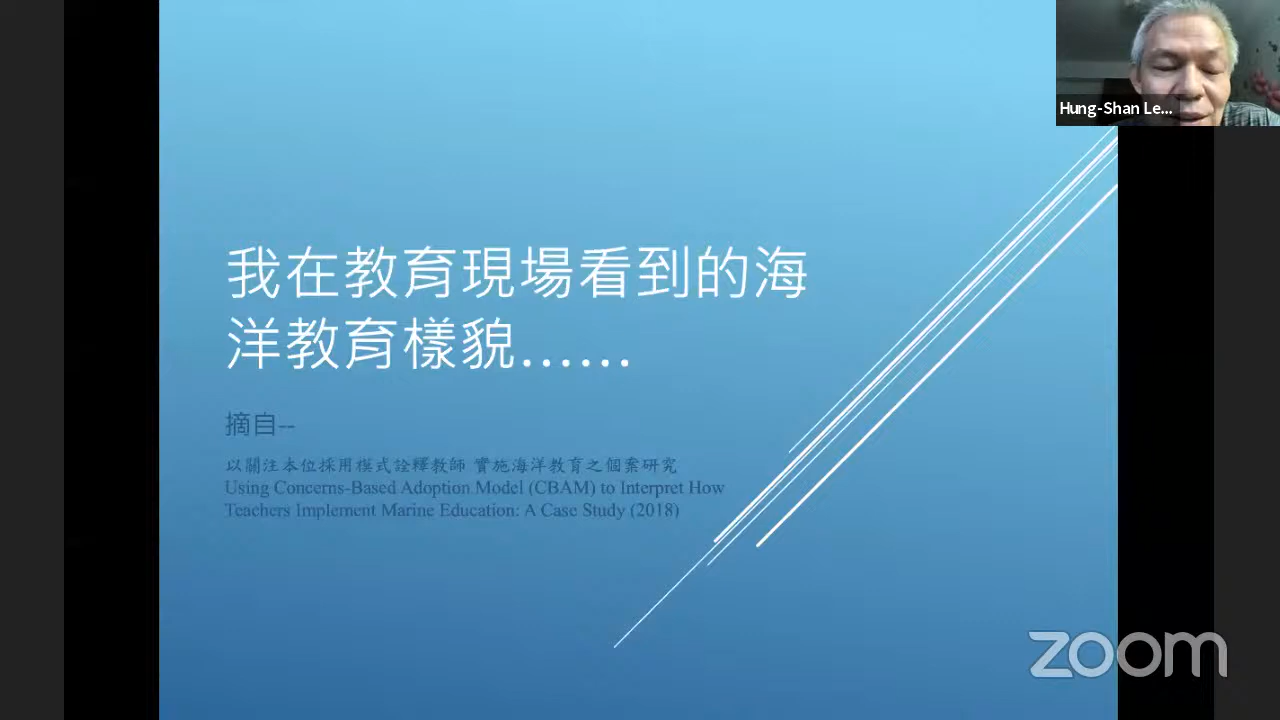 Hung-Shan Le...
我在教育現場看到的海
洋教育樣貌......
摘自--
以關注本位採用模式詮釋教師 實施海洋教育之個案研究
Using Concerns-Based Adoption Model (CBAM) to Interpret How
Teachers Implement Marine Education: A Case Study (2018)
zoom